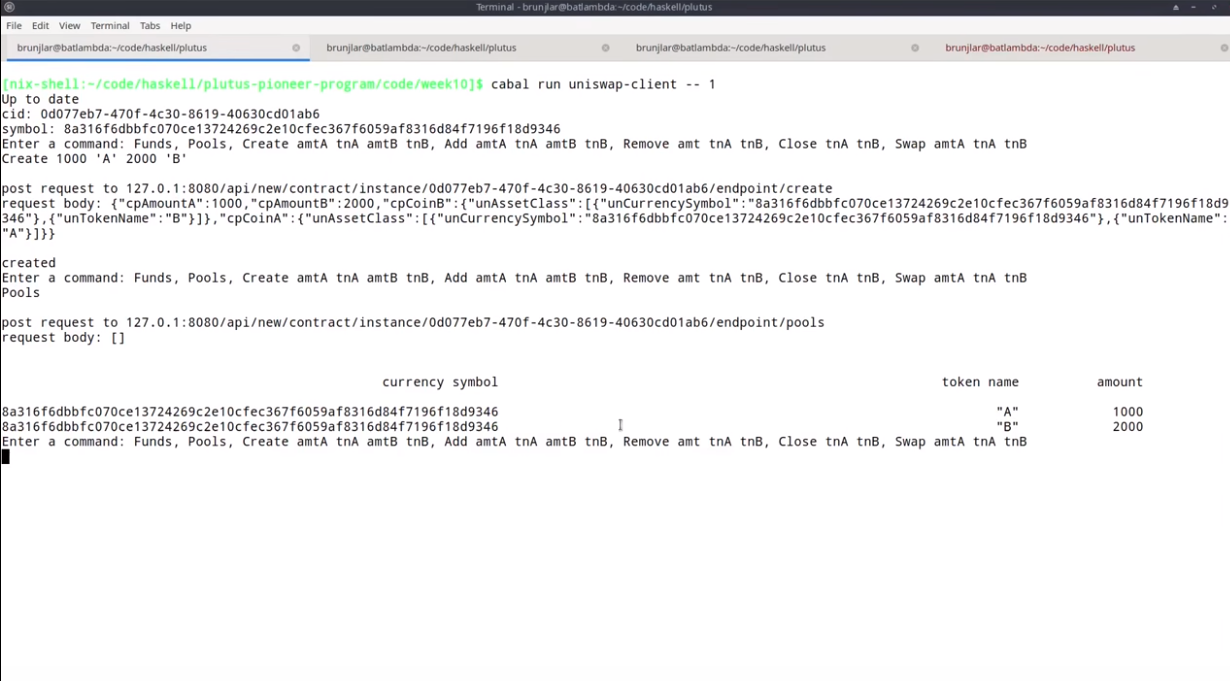 Terminal - brunjlar@batlambda:~/code/haskell/plutus
File Edit View Terminal Tabs Help
brunjlar@batlambda:~/code/haskell/plutus brunjlar@batlambda:~/code/haskell/plutus brunjlar@batlambda:~/code/haskell/plutus brunjlar@batlambda:~/code/haskell/plutus
[nix-shell:~/code/haskell/plutus-pioneer-program/code/week10]$ cabal run uniswap-client -- 1
Up to date
cid: 0d077eb7-470f-4c30-8619-40630cd01ab6
symbol: 8a316f6dbbfc070ce13724269c2e10cfec367f6059af8316d84f7196f18d9346
Enter a command: Funds, Pools, Create amtA tnA amtB tnB, Add amtA tnA amtB tnB, Remove amt tnA tnB, Close tnA tnB, Swap amtA tnA tnB
Create 1000 'A' 2000 'B'
post request to 127.0.1:8080/api/new/contract/instance/0d077eb7-470f-4c30-8619-40630cd01ab6/endpoint/create
request body: {"cpAmountA":1000,"cpAmountB":2000,"cpCoinB":{"unAssetClass":[{"unCurrencySymbol":"8a316f6dbbfc070ce13724269c2e10cfec367f6059af8316d84f7196f18d9
346"},{"unTokenName":"B"}]},"cpCoinA":{"unAssetClass":[{"unCurrencySymbol":"8a316f6dbbfc070ce13724269c2e10cfec367f6059af8316d84f7196f18d9346"},{"unTokenName":
"A"}]}}
created
Enter a command: Funds, Pools, Create amtA tnA amtB tnB, Add amtA tnA amtB tnB, Remove amt tnA tnB, Close tnA tnB, Swap amtA tnA tnB
Pools
post request to 127.0.1:8080/api/new/contract/instance/0d077eb7-470f-4c30-8619-40630cd01ab6/endpoint/pools
request body: []
currency symbol token name amount
8a316f6dbbfc070ce13724269c2e10cfec367f6059af8316d84f7196f18d9346 "A" 1000
8a316f6dbbfc070ce13724269c2e10cfec367f6059af8316d84f7196f18d9346 "B" 2000
Enter a command: Funds, Pools, Create amtA tnA amtB tnB, Add amtA tnA amtB tnB, Remove amt tnA tnB, Close tnA tnB, Swap amtA tnA tnB